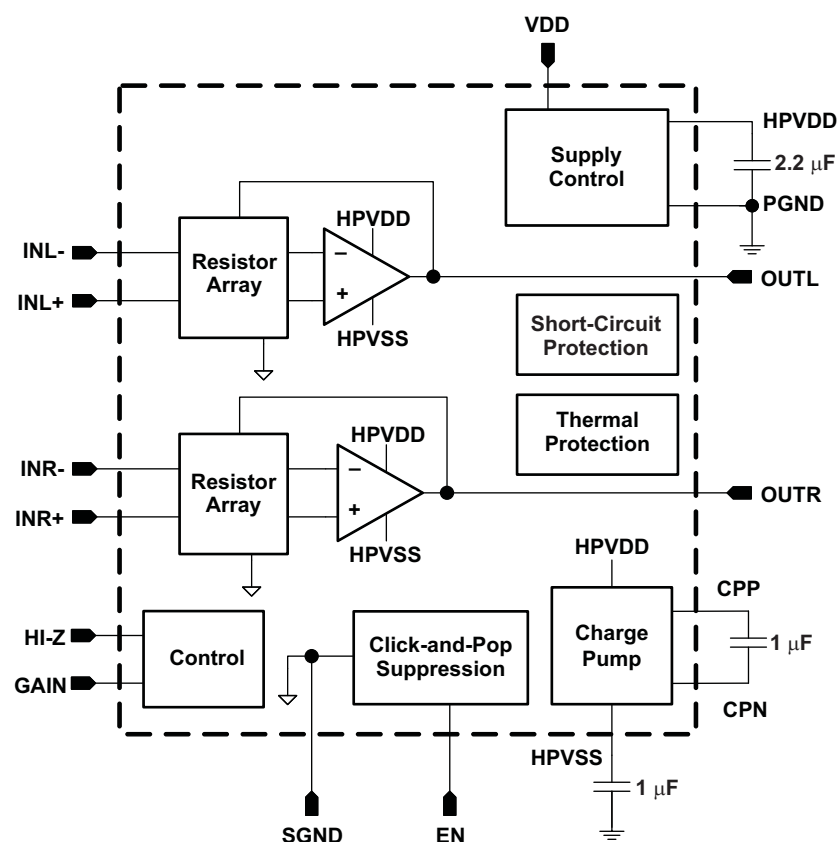 VDD
HPVDD
Supply
Control
2.2 μF
PGND
HPVDD
INL-
Resistor
Array
−
INL+
+
OUTL
HPVSS
Short-Circuit
Protection
Thermal
Protection
HPVDD
INR-
Resistor
Array
−
INR+
+
OUTR
HPVSS
HPVDD
CPP
HI-Z
Control
Click-and-Pop
Suppression
Charge
Pump
1 μF
GAIN
CPN
HPVSS
1 μF
SGND
EN